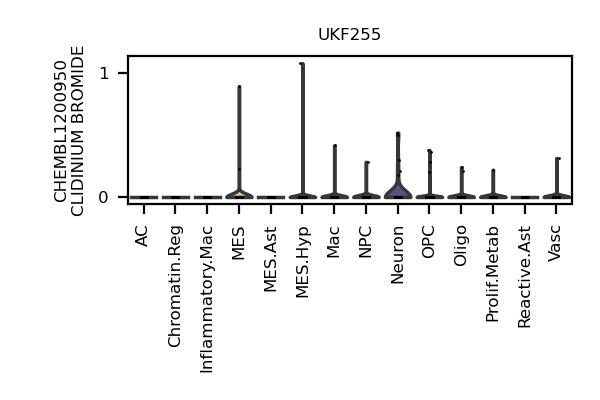 UKF255
CHEMBL1200950
CLIDINIUM BROMIDE
1
0
AC
Chromatin.Reg
Inflammatory.Mac
MES
MES.Ast
MES.Hyp
Mac
NPC
Neuron
OPC
Oligo
Prolif.Metab
Reactive.Ast
Vasc